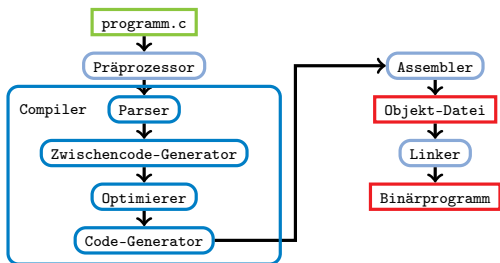 programm.c
Präprozessor
Compiler
Parser
Zwischencode-Generator
Optimierer
Code-Generator
Assembler
Objekt-Datei
Linker
Binärprogramm